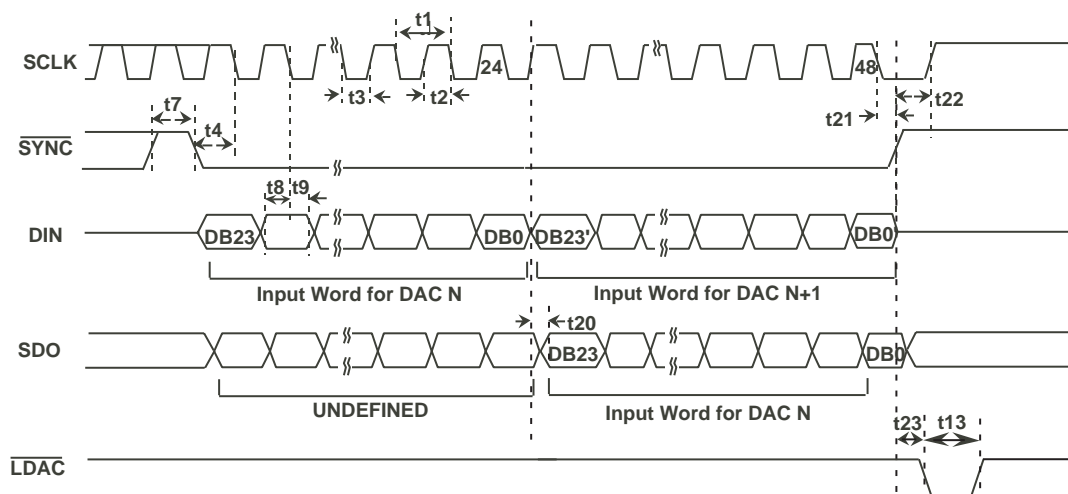 t1
SCLK
24
48
t3
t2
t22
t21
t7
t4
SYNC
t8 t9
DIN
DB23
DB0
DB23'
DB0'
Input Word for DAC N
Input Word for DAC N+1
t20
SDO
DB23
DB0
UNDEFINED
Input Word for DAC N
t23 t13
LDAC